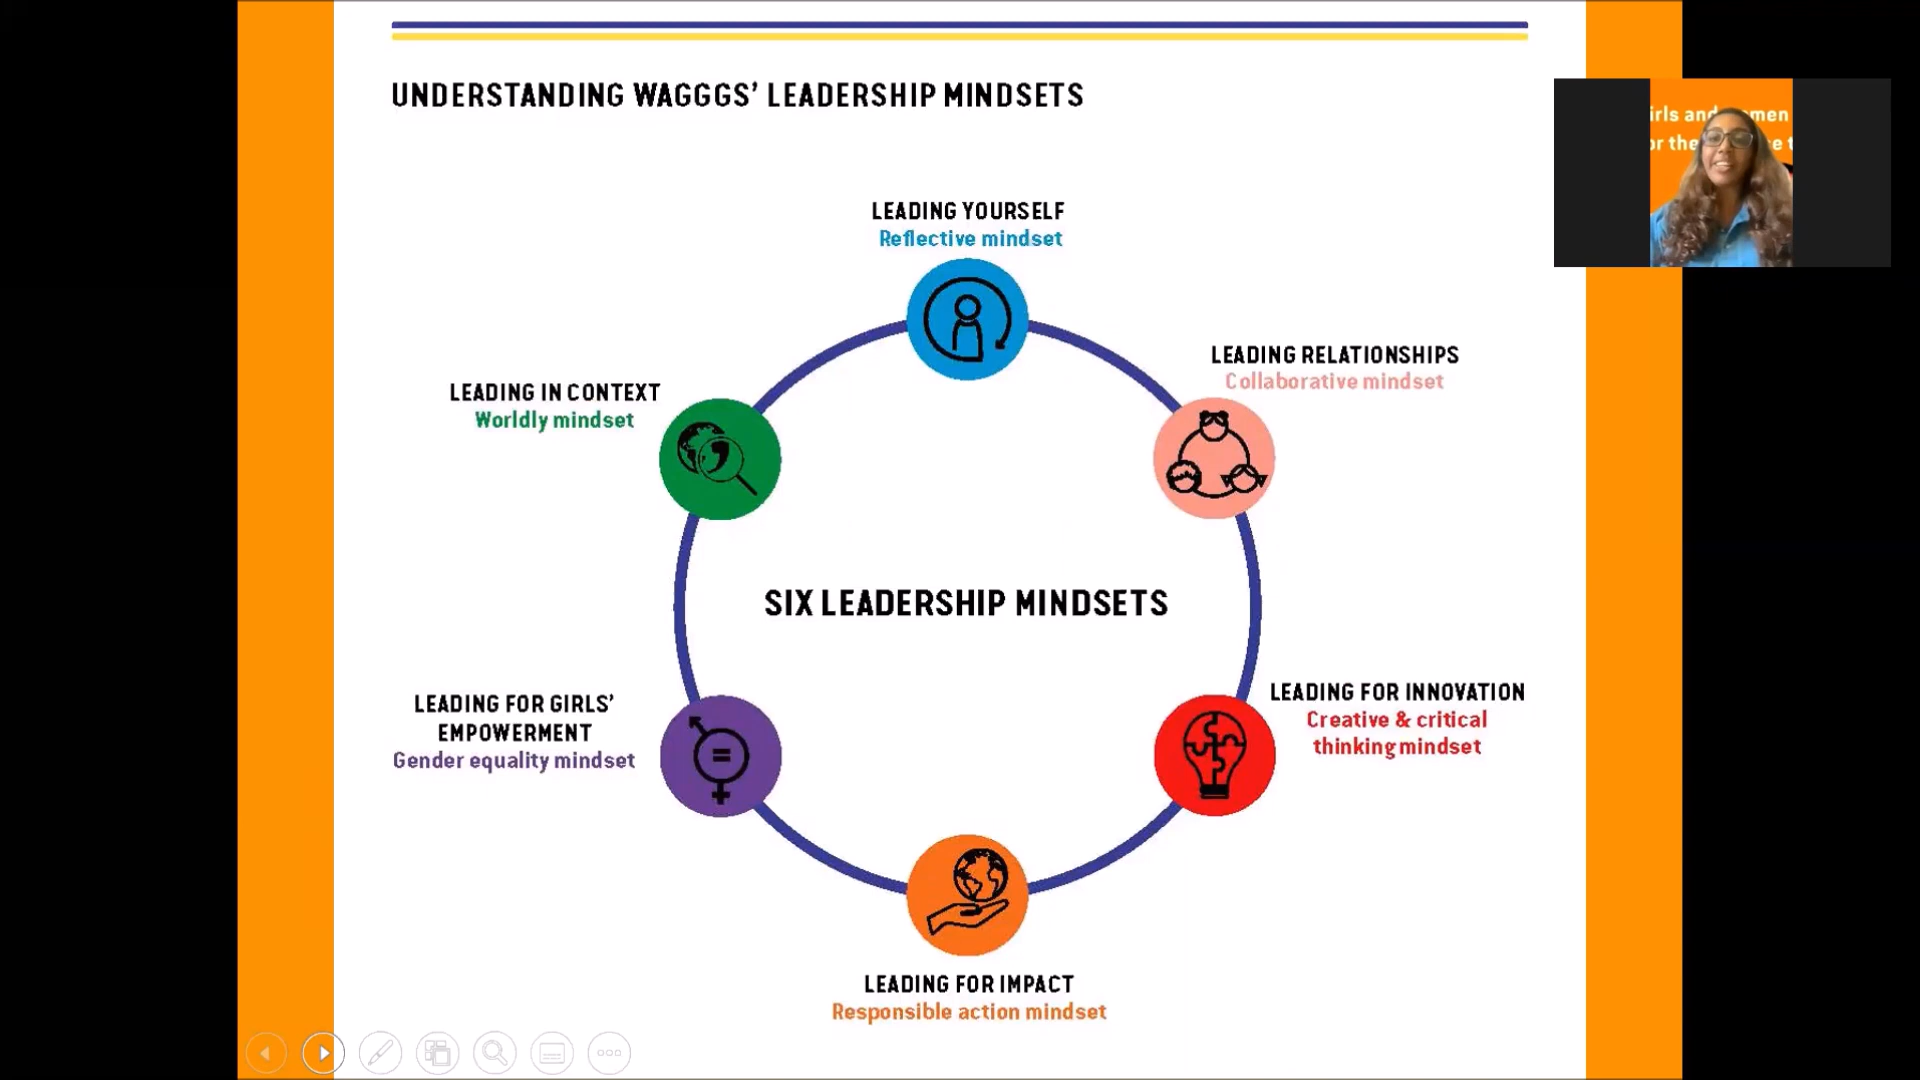 UNDERSTANDING WAGGGS' LEADERSHIP MINDSETS
LEADING YOURSELF
Reflective mindset
LEADING RELATIONSHIPS
Collaborative mindset
LEADING IN CONTEXT
Worldly mindset
SIX LEADERSHIP MINDSETS
LEADING FOR INNOVATION
Creative & critical
thinking mindset
LEADING FOR GIRLS'
EMPOWERMENT
Gender equality mindset
LEADING FOR IMPACT
Responsible action mindset